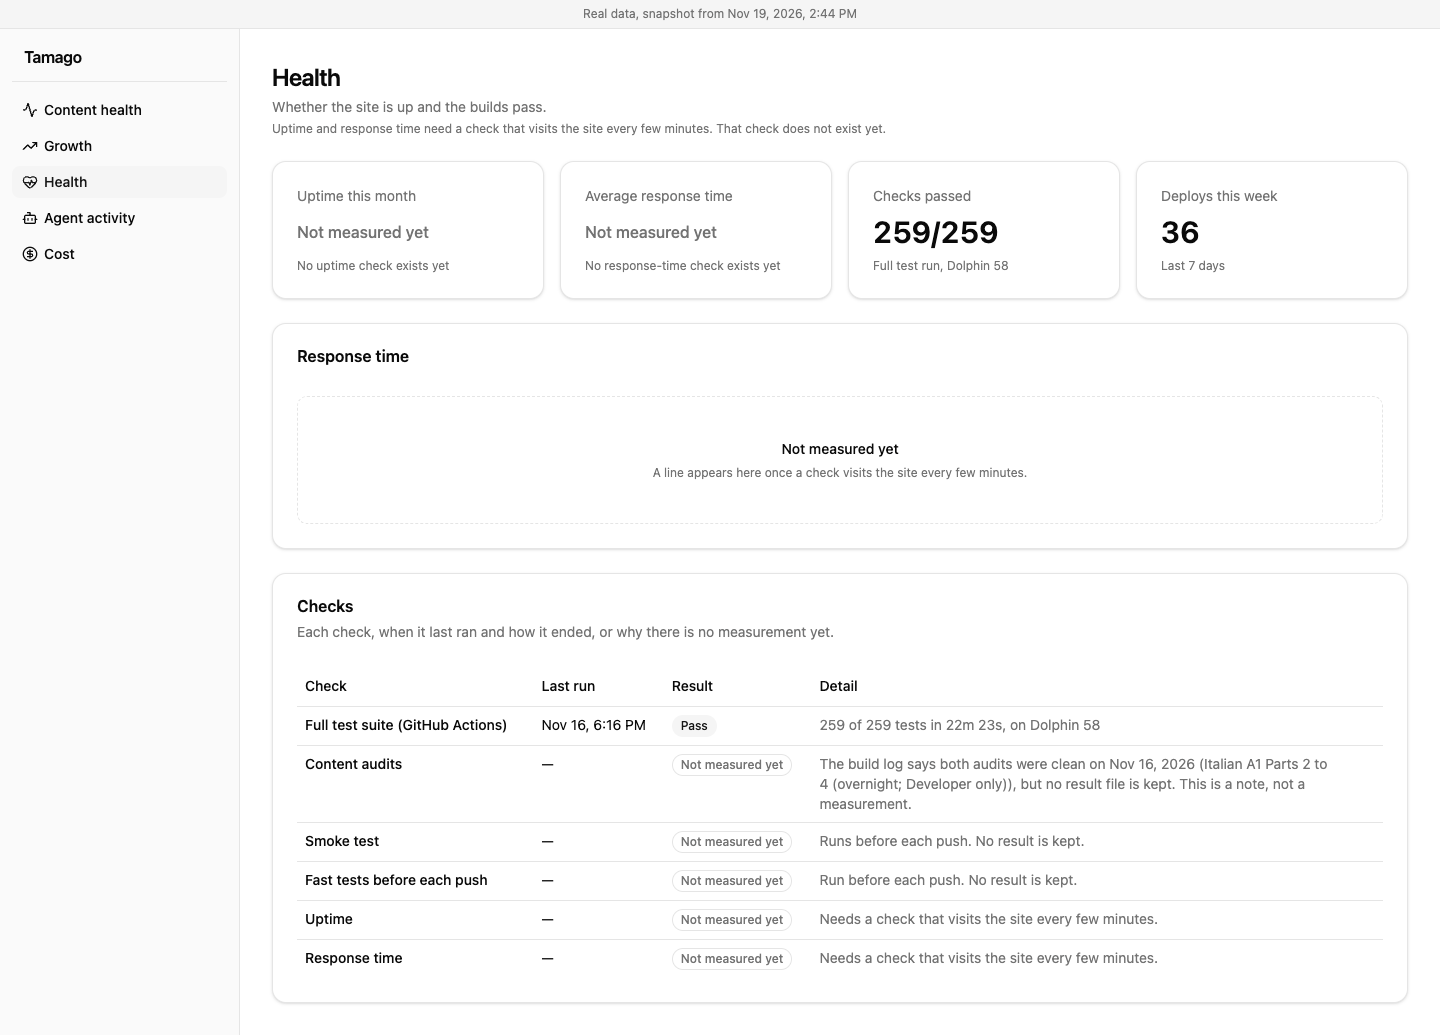 Real data, snapshot from Nov 19, 2026, 2:44 PM
Tamago
Content health
Growth
Health
Agent activity
Cost
Health
Whether the site is up and the builds pass.
Uptime and response time need a check that visits the site every few minutes. That check does not exist yet.
Uptime this month
Not measured yet
No uptime check exists yet
Average response time
Not measured yet
No response-time check exists yet
Checks passed
259/259
Full test run, Dolphin 58
Deploys this week
36
Last 7 days
Response time
Not measured yet
A line appears here once a check visits the site every few minutes.
Checks
Each check, when it last ran and how it ended, or why there is no measurement yet.
Check Last run Result Detail
Full test suite (GitHub Actions) Nov 16, 6:16 PM Pass 259 of 259 tests in 22m 23s, on Dolphin 58
Content audits — Not measured yet The build log says both audits were clean on Nov 16, 2026 (Italian A1 Parts 2 to
4 (overnight; Developer only)), but no result file is kept. This is a note, not a
measurement.
Smoke test — Not measured yet Runs before each push. No result is kept.
Fast tests before each push — Not measured yet Run before each push. No result is kept.
Uptime — Not measured yet Needs a check that visits the site every few minutes.
Response time — Not measured yet Needs a check that visits the site every few minutes.